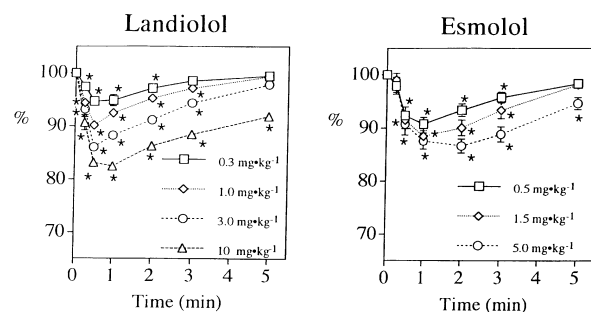 Landiolol
100
%
90
80
70
0.3 mg•kg-1
1.0 mg•kg-1
3.0 mg•kg-1
10 mg•kg-1
0 1 2 3 4 5
Time (min)
Esmolol
100
%
90
80
70
0.5 mg•kg-1
1.5 mg•kg-1
5.0 mg•kg-1
0 1 2 3 4 5
Time (min)